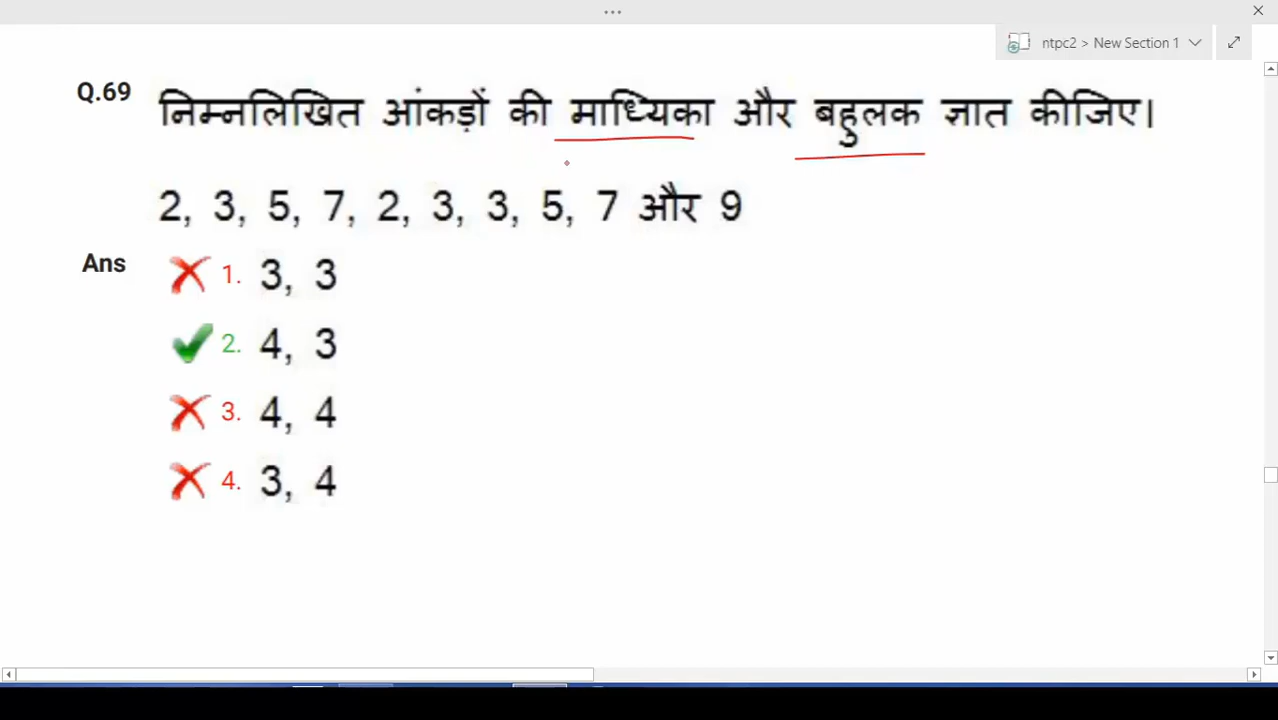 ntpc2 > New Section 1
Q.69 निम्नलिखित आंकड़ों की माध्यिका और बहुलक ज्ञात कीजिए।
2, 3, 5, 7, 2, 3, 3, 5, 7 और 9
Ans 1. 3, 3
2. 4, 3
3. 4, 4
4. 3, 4